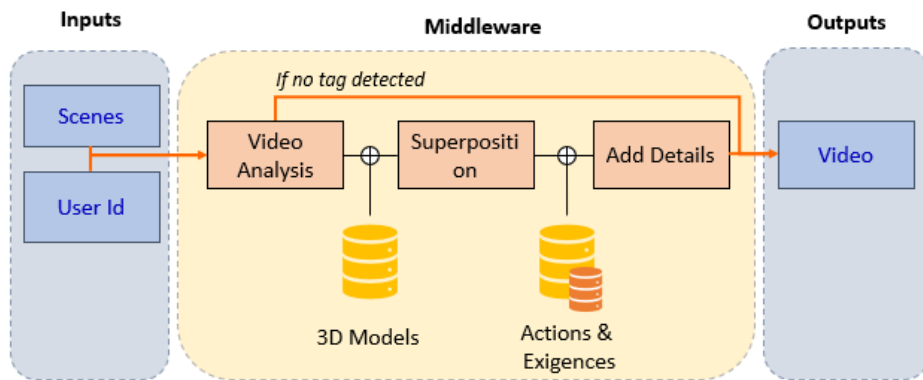 Inputs
Middleware
Outputs
If no tag detected
Scenes
User Id
Video
Analysis
Superpositi
on
Add Details
Video
3D Models
Actions &
Exigences